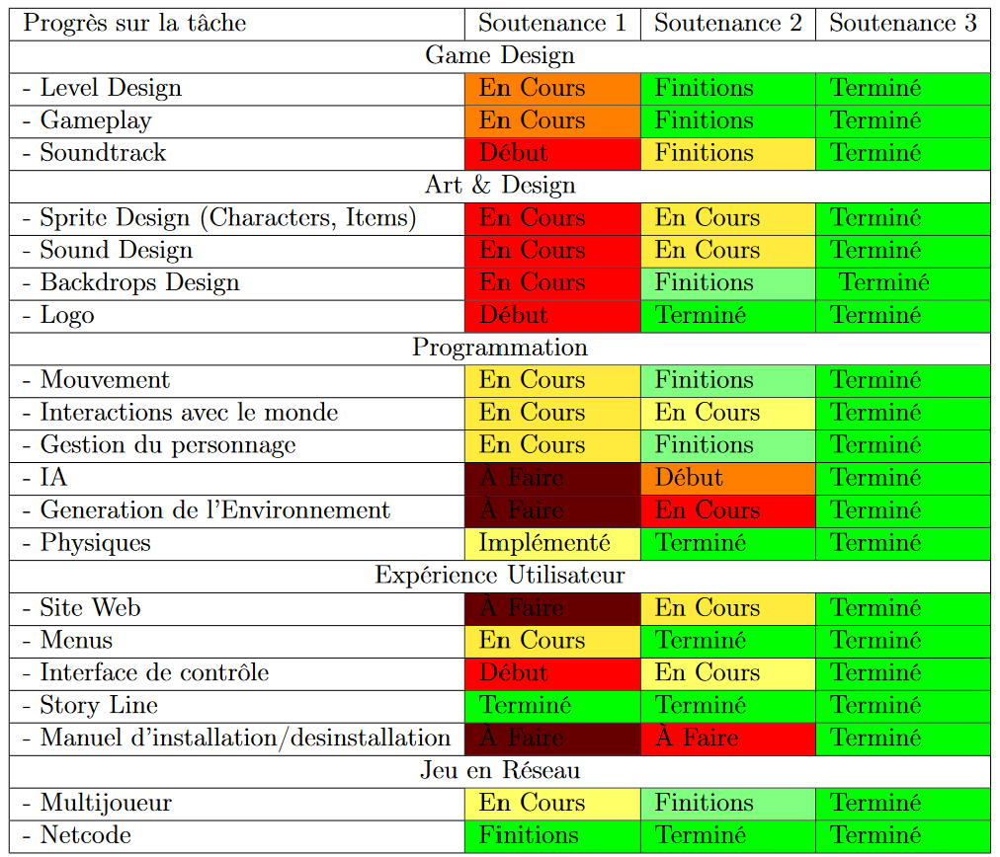 Progrès sur la tâche Soutenance 1 Soutenance 2 Soutenance 3
Game Design
- Level Design En Cours Finitions Terminé
- Gameplay En Cours Finitions Terminé
- Soundtrack Début Finitions Terminé
Art & Design
- Sprite Design (Characters, Items) En Cours En Cours Terminé
- Sound Design En Cours En Cours Terminé
- Backdrops Design En Cours Finitions Terminé
- Logo Début Terminé Terminé
Programmation
- Mouvement En Cours Finitions Terminé
- Interactions avec le monde En Cours En Cours Terminé
- Gestion du personnage En Cours Finitions Terminé
- IA À Faire Début Terminé
- Generation de l'Environnement À Faire En Cours Terminé
- Physiques Implémenté Terminé Terminé
Expérience Utilisateur
- Site Web À Faire En Cours Terminé
- Menus En Cours Terminé Terminé
- Interface de contrôle Début En Cours Terminé
- Story Line Terminé Terminé Terminé
- Manuel d'installation/desinstallation À Faire À Faire Terminé
Jeu en Réseau
- Multijoueur En Cours Finitions Terminé
- Netcode Finitions Terminé Terminé